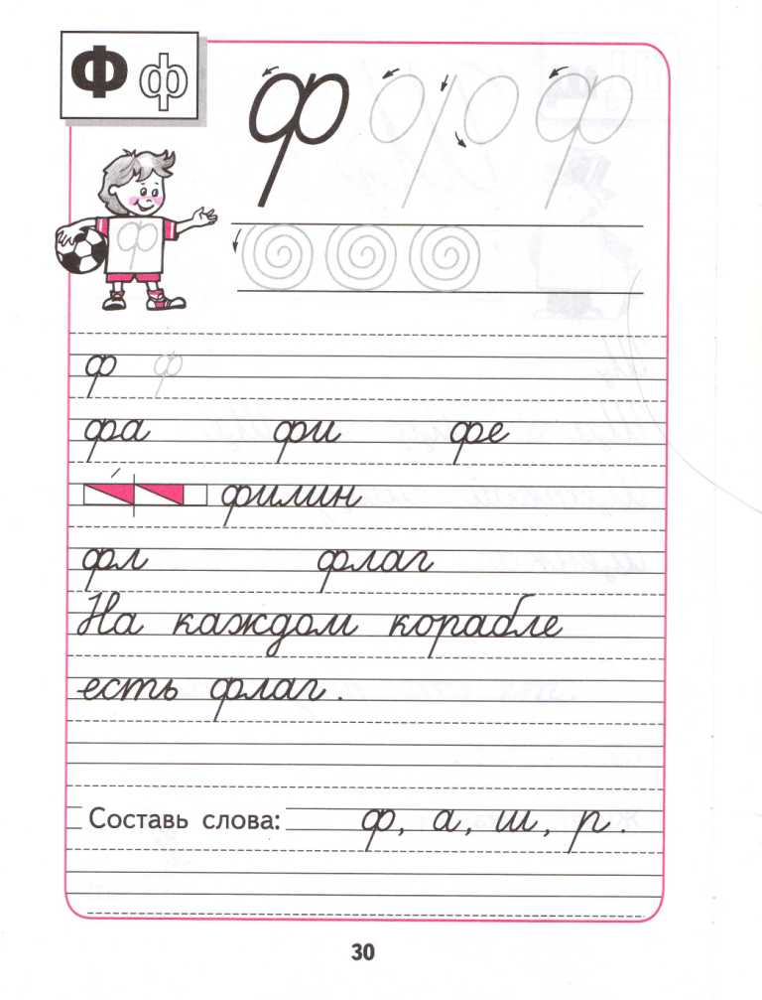 Ф ф
ф ф ф
ф
ф ф
фа фи фе
филин
фл флаг
На каждом корабле
есть флаг.
Составь слова: ф, а, ш, р.
30